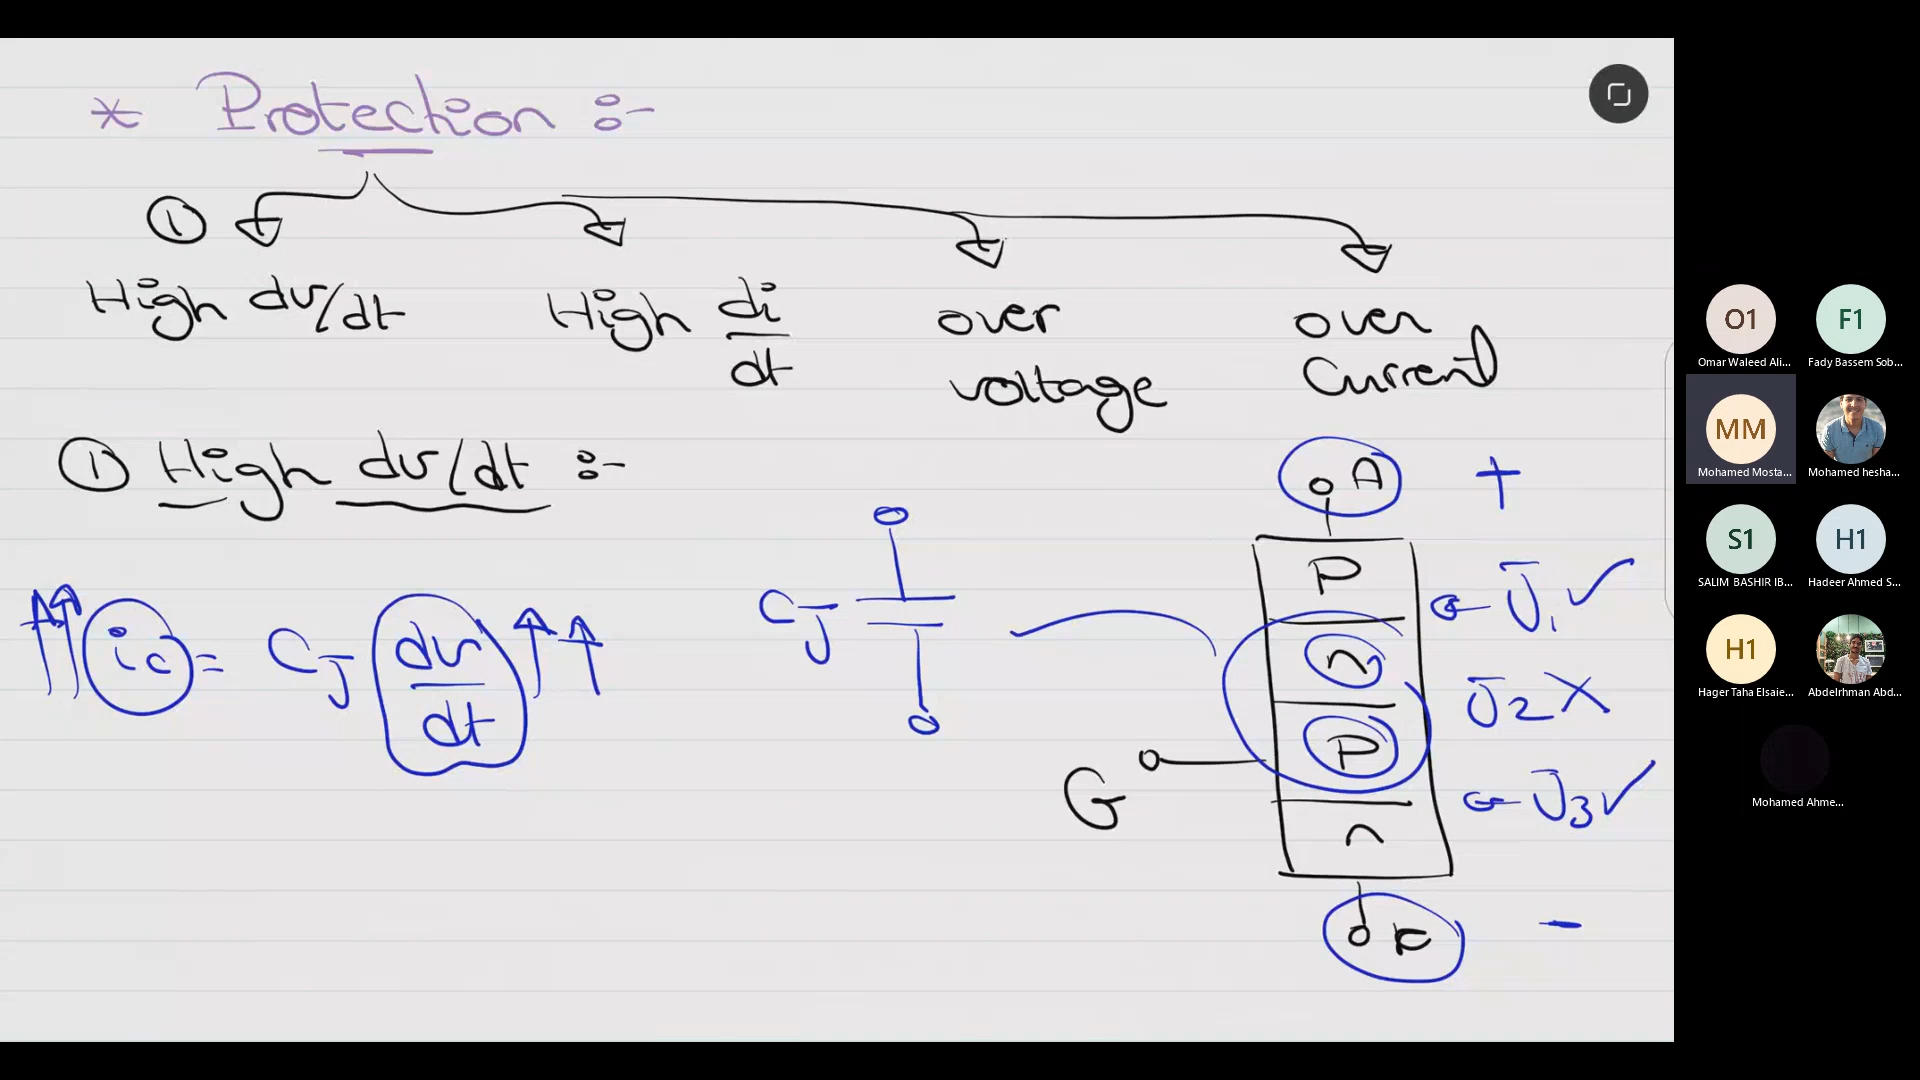 * Protection :-
①
High dv/dt
High di/dt
over voltage
over Current
① High dv/dt :-
ic = CJ dv/dt
CJ
A +
P
J1 ✓
n
J2 X
P
G
J3 ✓
n
K -
O1
F1
Omar Waleed Ali...
Fady Bassem Sob...
MM
Mohamed Mosta...
Mohamed hesha...
S1
H1
SALIM BASHIR IB...
Hadeer Ahmed S...
H1
Hager Taha Elsaie...
Abdelrhman Abd...
Mohamed Ahme...